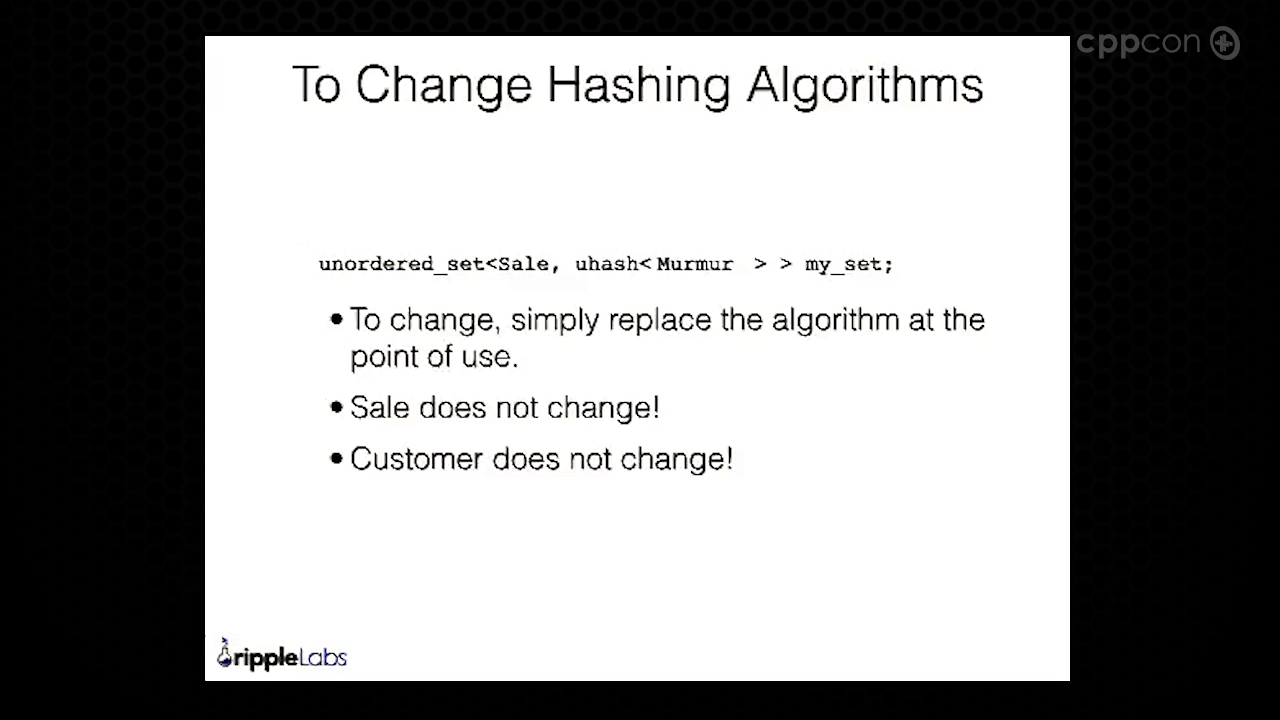 cppcon
To Change Hashing Algorithms
unordered_set<Sale, uhash< Murmur > > my_set;
• To change, simply replace the algorithm at the
point of use.
• Sale does not change!
• Customer does not change!
rippleLabs